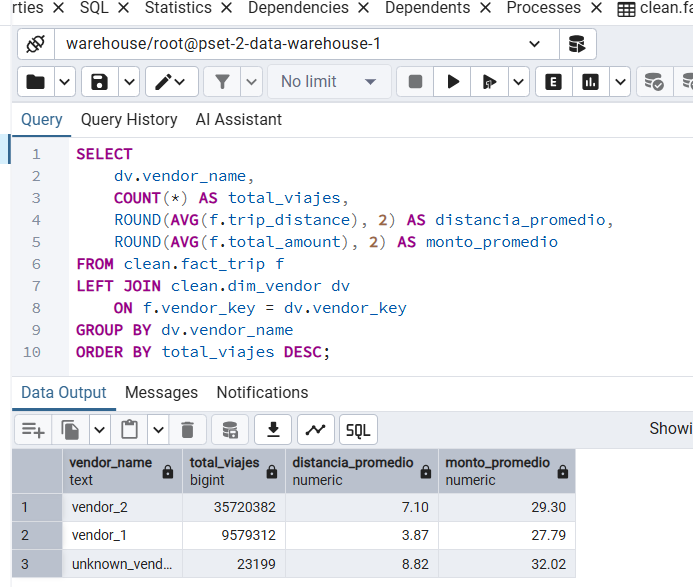 rties SQL Statistics Dependencies Dependents Processes clean.fa
warehouse/root@pset-2-data-warehouse-1
No limit
E
Query Query History AI Assistant
1 SELECT
2 dv.vendor_name,
3 COUNT(*) AS total_viajes,
4 ROUND(AVG(f.trip_distance), 2) AS distancia_promedio,
5 ROUND(AVG(f.total_amount), 2) AS monto_promedio
6 FROM clean.fact_trip f
7 LEFT JOIN clean.dim_vendor dv
8 ON f.vendor_key = dv.vendor_key
9 GROUP BY dv.vendor_name
10 ORDER BY total_viajes DESC;
Data Output Messages Notifications
SQL Showi
vendor_name total_viajes distancia_promedio monto_promedio
text bigint numeric numeric
1 vendor_2 35720382 7.10 29.30
2 vendor_1 9579312 3.87 27.79
3 unknown_vend... 23199 8.82 32.02